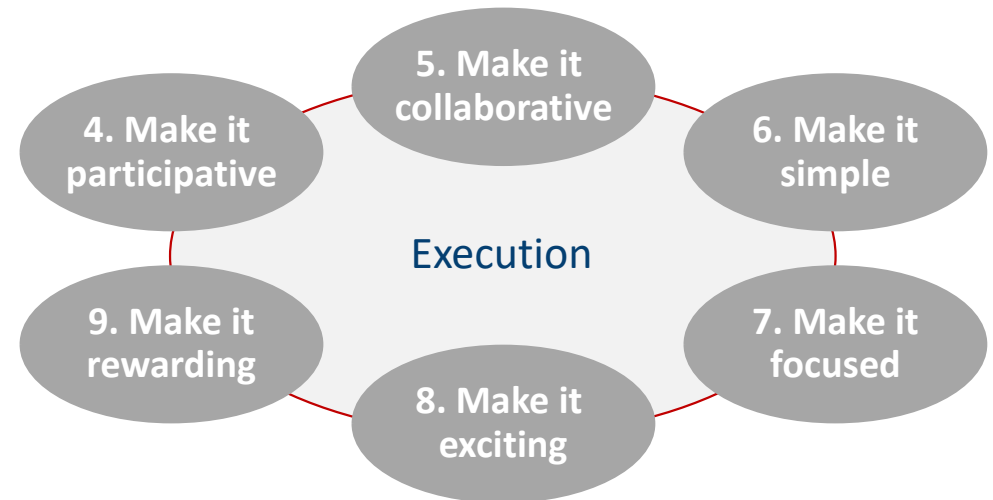 5. Make it
collaborative
4. Make it
participative
6. Make it
simple
Execution
9. Make it
rewarding
7. Make it
focused
8. Make it
exciting